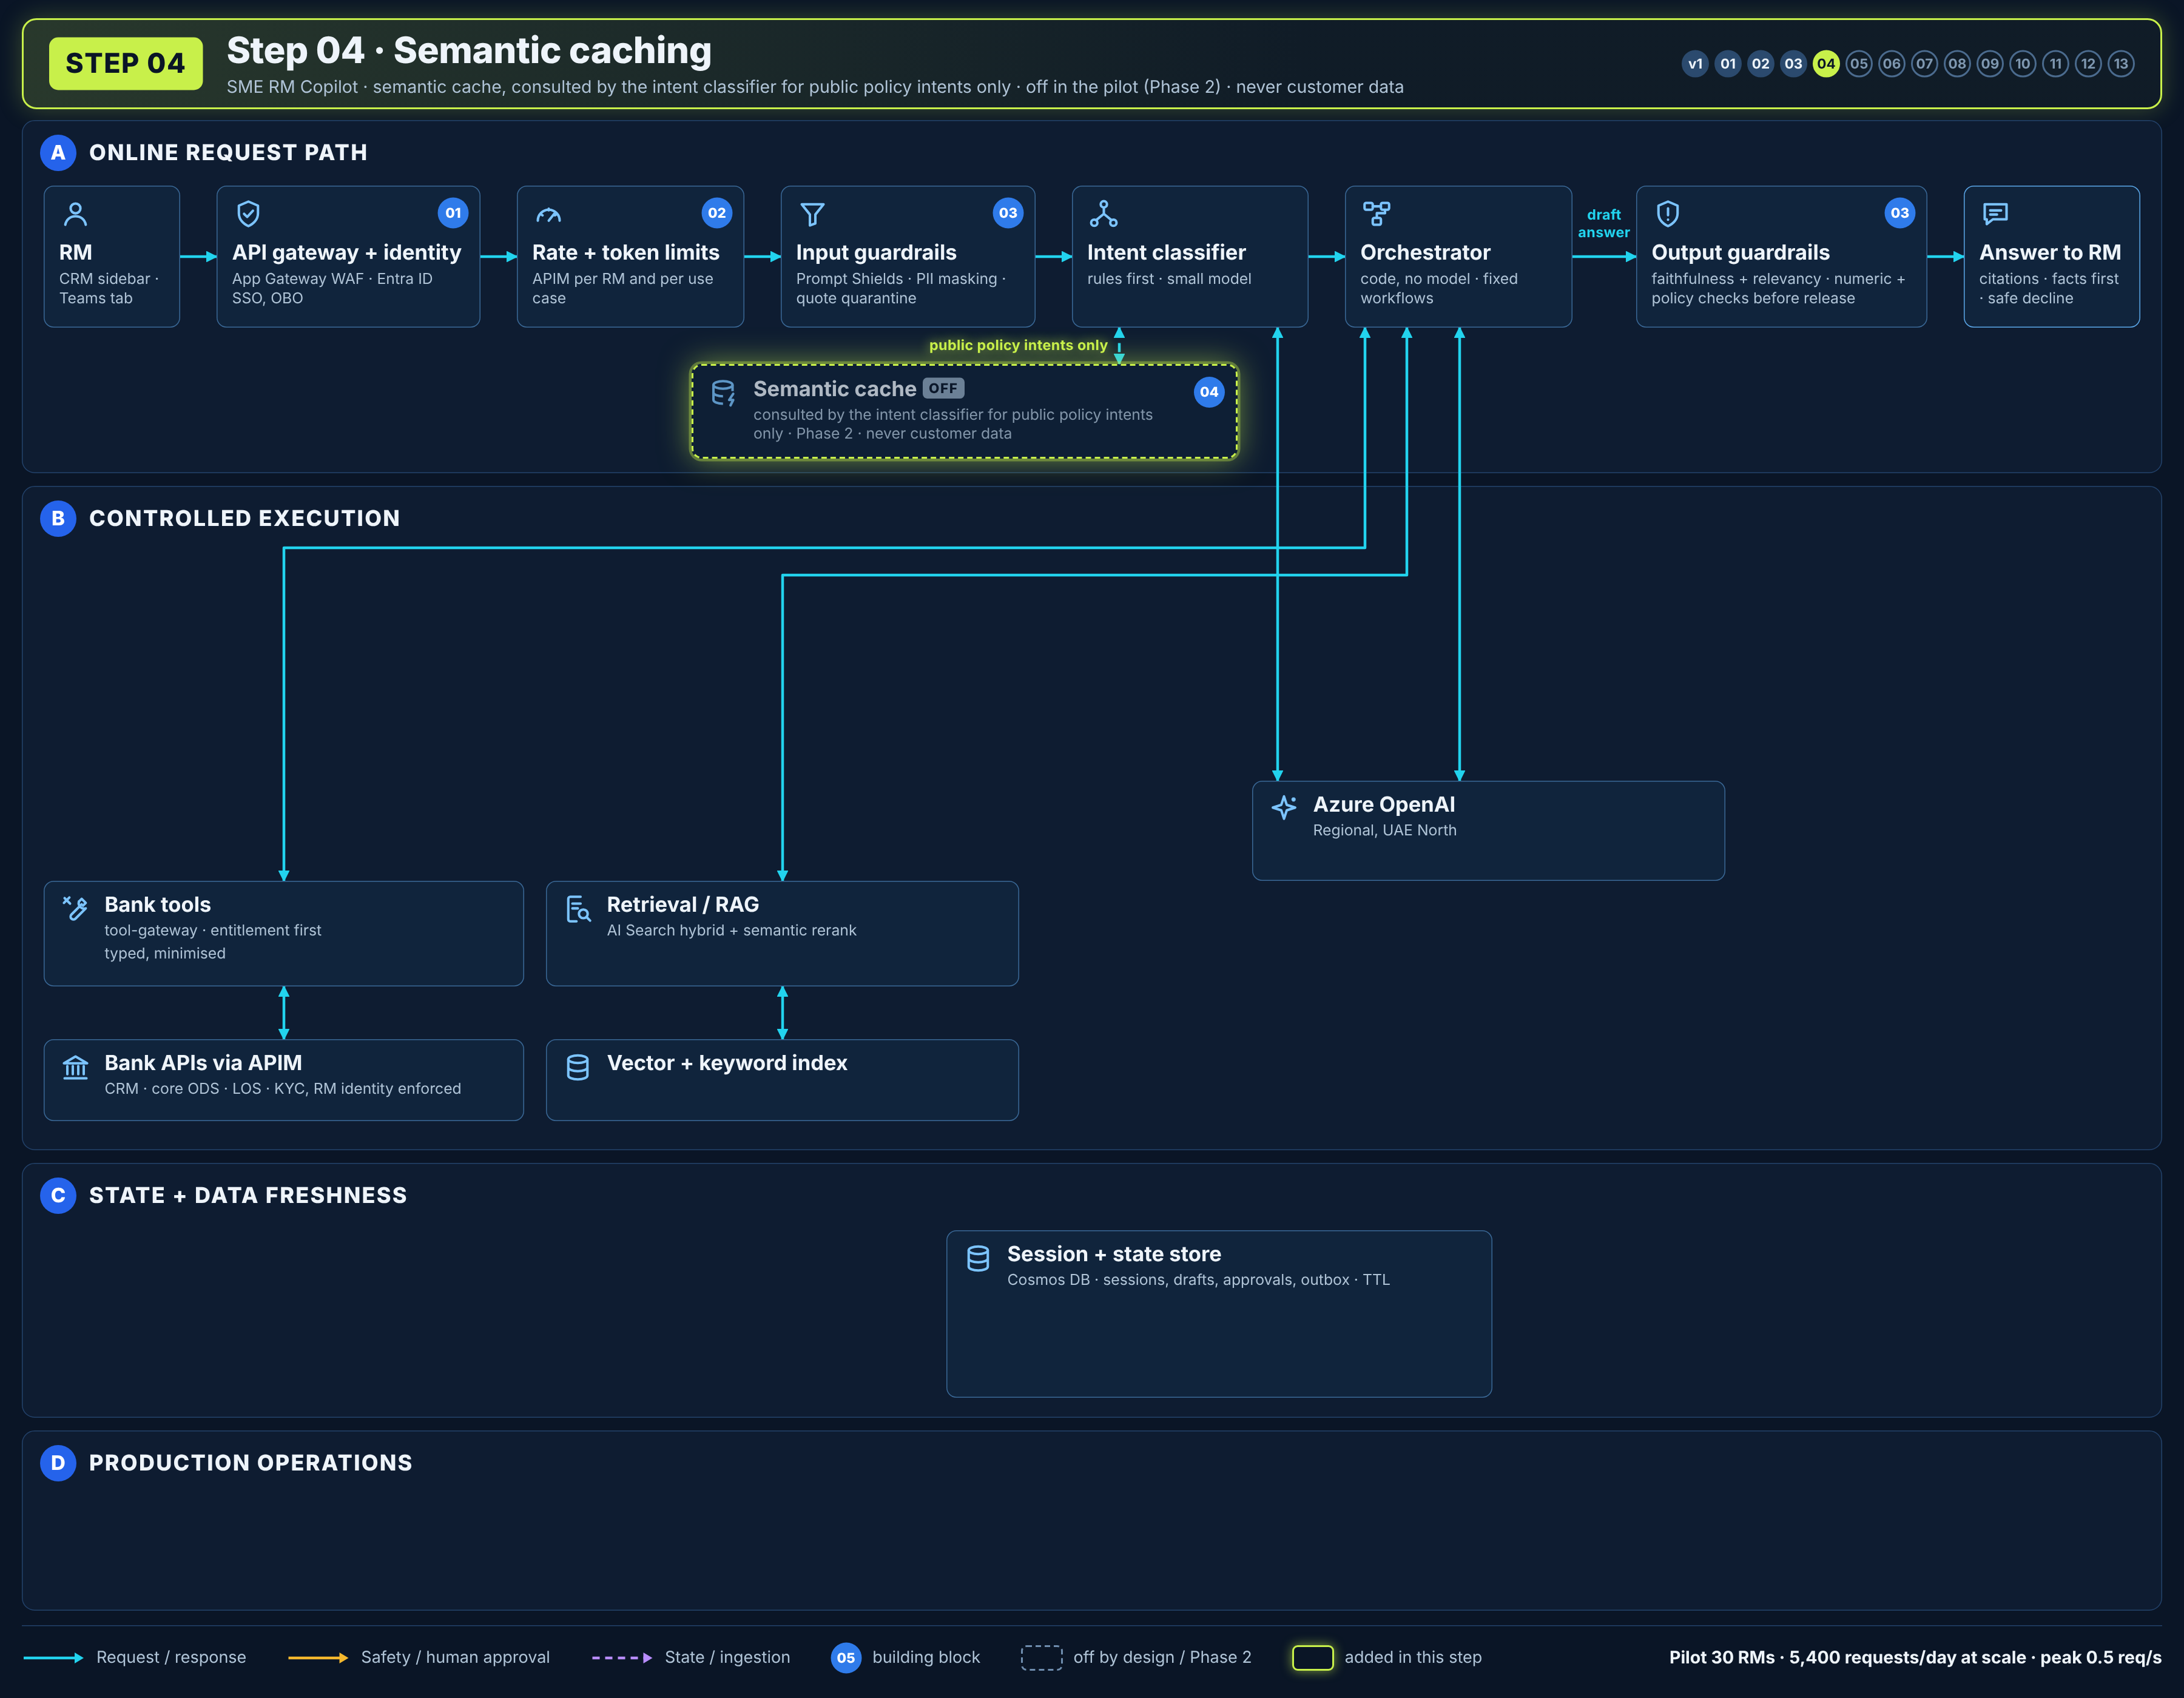 STEP 04
Step 04 · Semantic caching
SME RM Copilot · semantic cache, consulted by the intent classifier for public policy intents only · off in the pilot (Phase 2) · never customer data
v1 01 02 03 04 05 06 07 08 09 10 11 12 13
A ONLINE REQUEST PATH
RM
CRM sidebar ·
Teams tab
01
API gateway + identity
App Gateway WAF · Entra ID
SSO, OBO
02
Rate + token limits
APIM per RM and per use
case
03
Input guardrails
Prompt Shields · PII masking ·
quote quarantine
Intent classifier
rules first · small model
Orchestrator
code, no model · fixed
workflows
draft
answer
03
Output guardrails
faithfulness + relevancy · numeric +
policy checks before release
Answer to RM
citations · facts first
· safe decline
public policy intents only
Semantic cache OFF
04
consulted by the intent classifier for public policy intents
only · Phase 2 · never customer data
B CONTROLLED EXECUTION
Azure OpenAI
Regional, UAE North
Bank tools
tool-gateway · entitlement first
typed, minimised
Retrieval / RAG
AI Search hybrid + semantic rerank
Bank APIs via APIM
CRM · core ODS · LOS · KYC, RM identity enforced
Vector + keyword index
C STATE + DATA FRESHNESS
Session + state store
Cosmos DB · sessions, drafts, approvals, outbox · TTL
D PRODUCTION OPERATIONS
Request / response
Safety / human approval
State / ingestion
05 building block
off by design / Phase 2
added in this step
Pilot 30 RMs · 5,400 requests/day at scale · peak 0.5 req/s